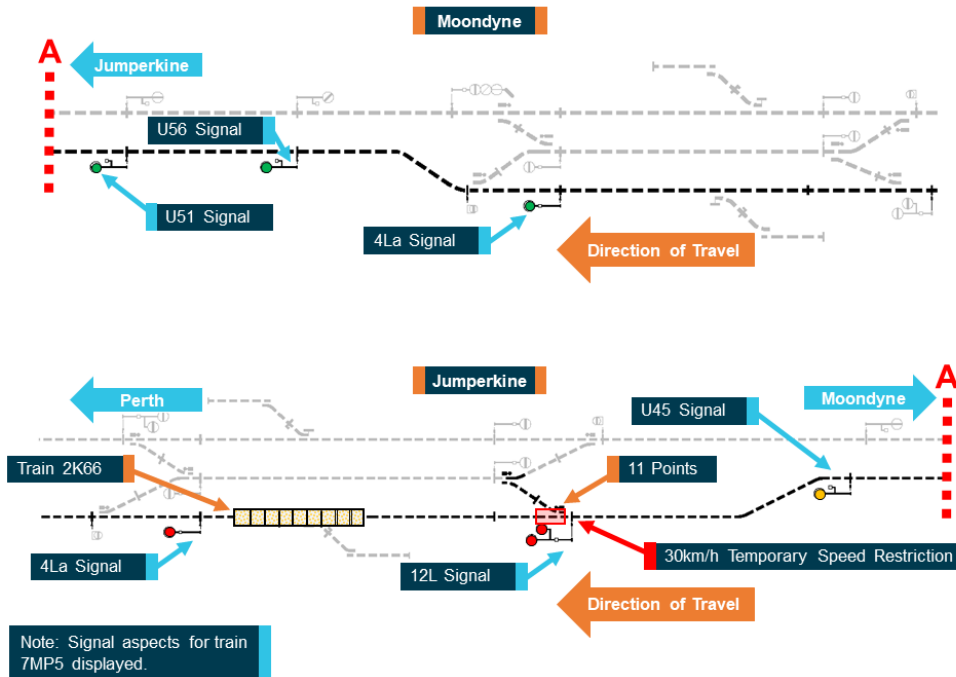 Moondyne
A
Jumperkine
U56 Signal
U51 Signal
4La Signal
Direction of Travel
Jumperkine
A
Perth
U45 Signal
Moondyne
Train 2K66
11 Points
4La Signal
12L Signal
30km/h Temporary Speed Restriction
Direction of Travel
Note: Signal aspects for train
7MP5 displayed.